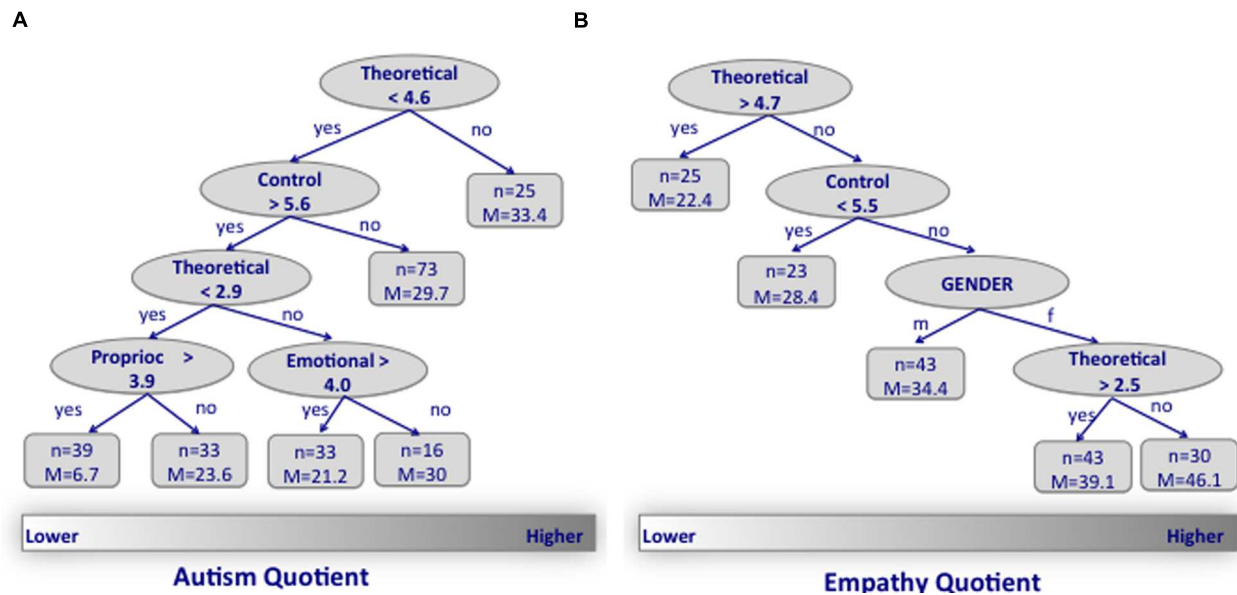 A
Theoretical
< 4.6
yes
no
Control
> 5.6
n=25
M=33.4
yes
no
Theoretical
< 2.9
n=73
M=29.7
yes
no
Proprioc >
3.9
Emotional >
4.0
yes
no
yes
no
n=39
M=6.7
n=33
M=23.6
n=33
M=21.2
n=16
M=30
Lower
Higher
Autism Quotient
B
Theoretical
> 4.7
yes
no
n=25
M=22.4
Control
< 5.5
yes
no
n=23
M=28.4
GENDER
m
f
n=43
M=34.4
Theoretical
> 2.5
yes
no
n=43
M=39.1
n=30
M=46.1
Lower
Higher
Empathy Quotient